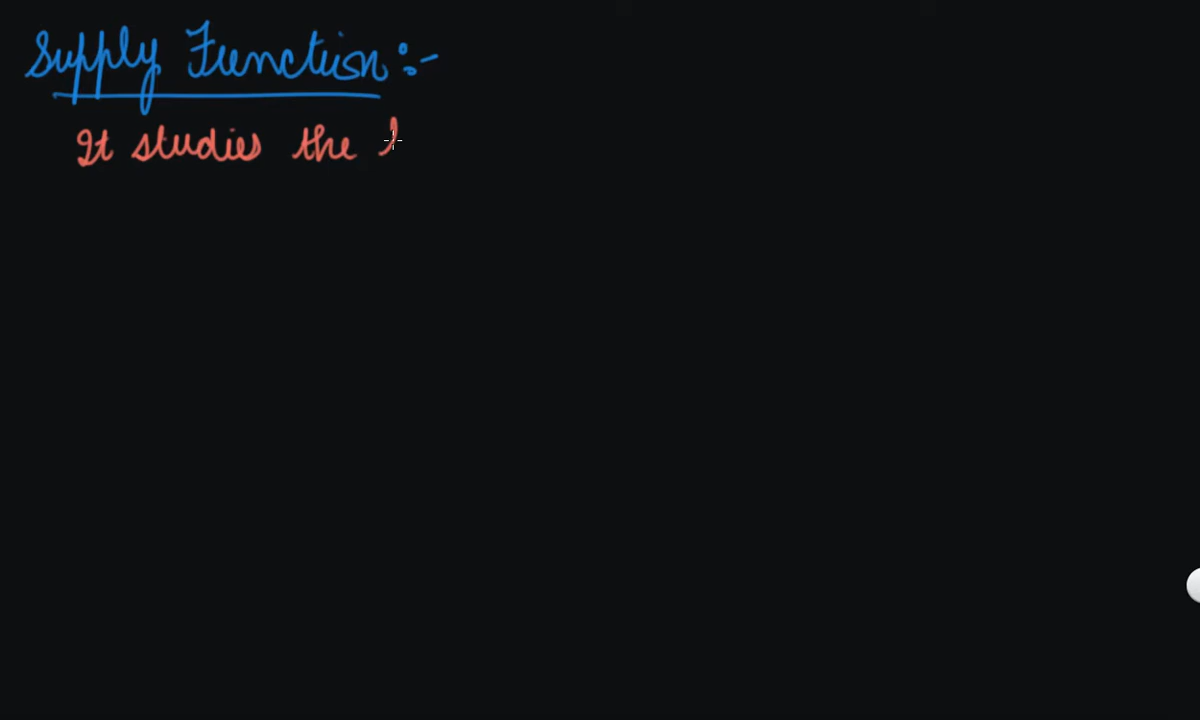 Supply Function :-
It studies the